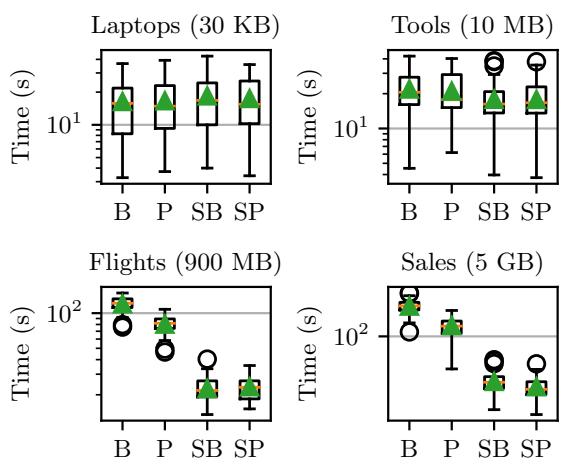 Laptops (30 KB)
Time (s)
10^1
B P SB SP
Tools (10 MB)
Time (s)
10^1
B P SB SP
Flights (900 MB)
Time (s)
10^2
B P SB SP
Sales (5 GB)
Time (s)
10^2
B P SB SP